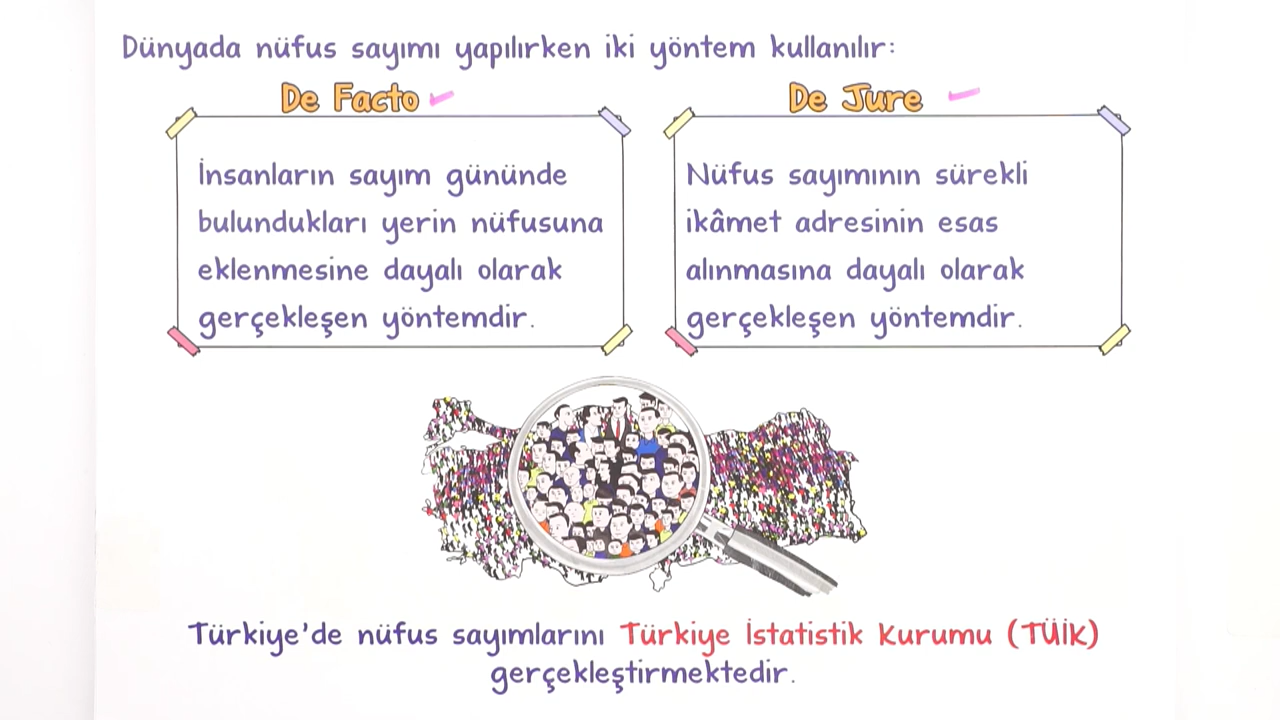 Dünyada nüfus sayımı yapılırken iki yöntem kullanılır:
De Facto
İnsanların sayım gününde
bulundukları yerin nüfusuna
eklenmesine dayalı olarak
gerçekleşen yöntemdir.
De Jure
Nüfus sayımının sürekli
ikâmet adresinin esas
alınmasına dayalı olarak
gerçekleşen yöntemdir.
Türkiye'de nüfus sayımlarını Türkiye İstatistik Kurumu (TÜİK)
gerçekleştirmektedir.